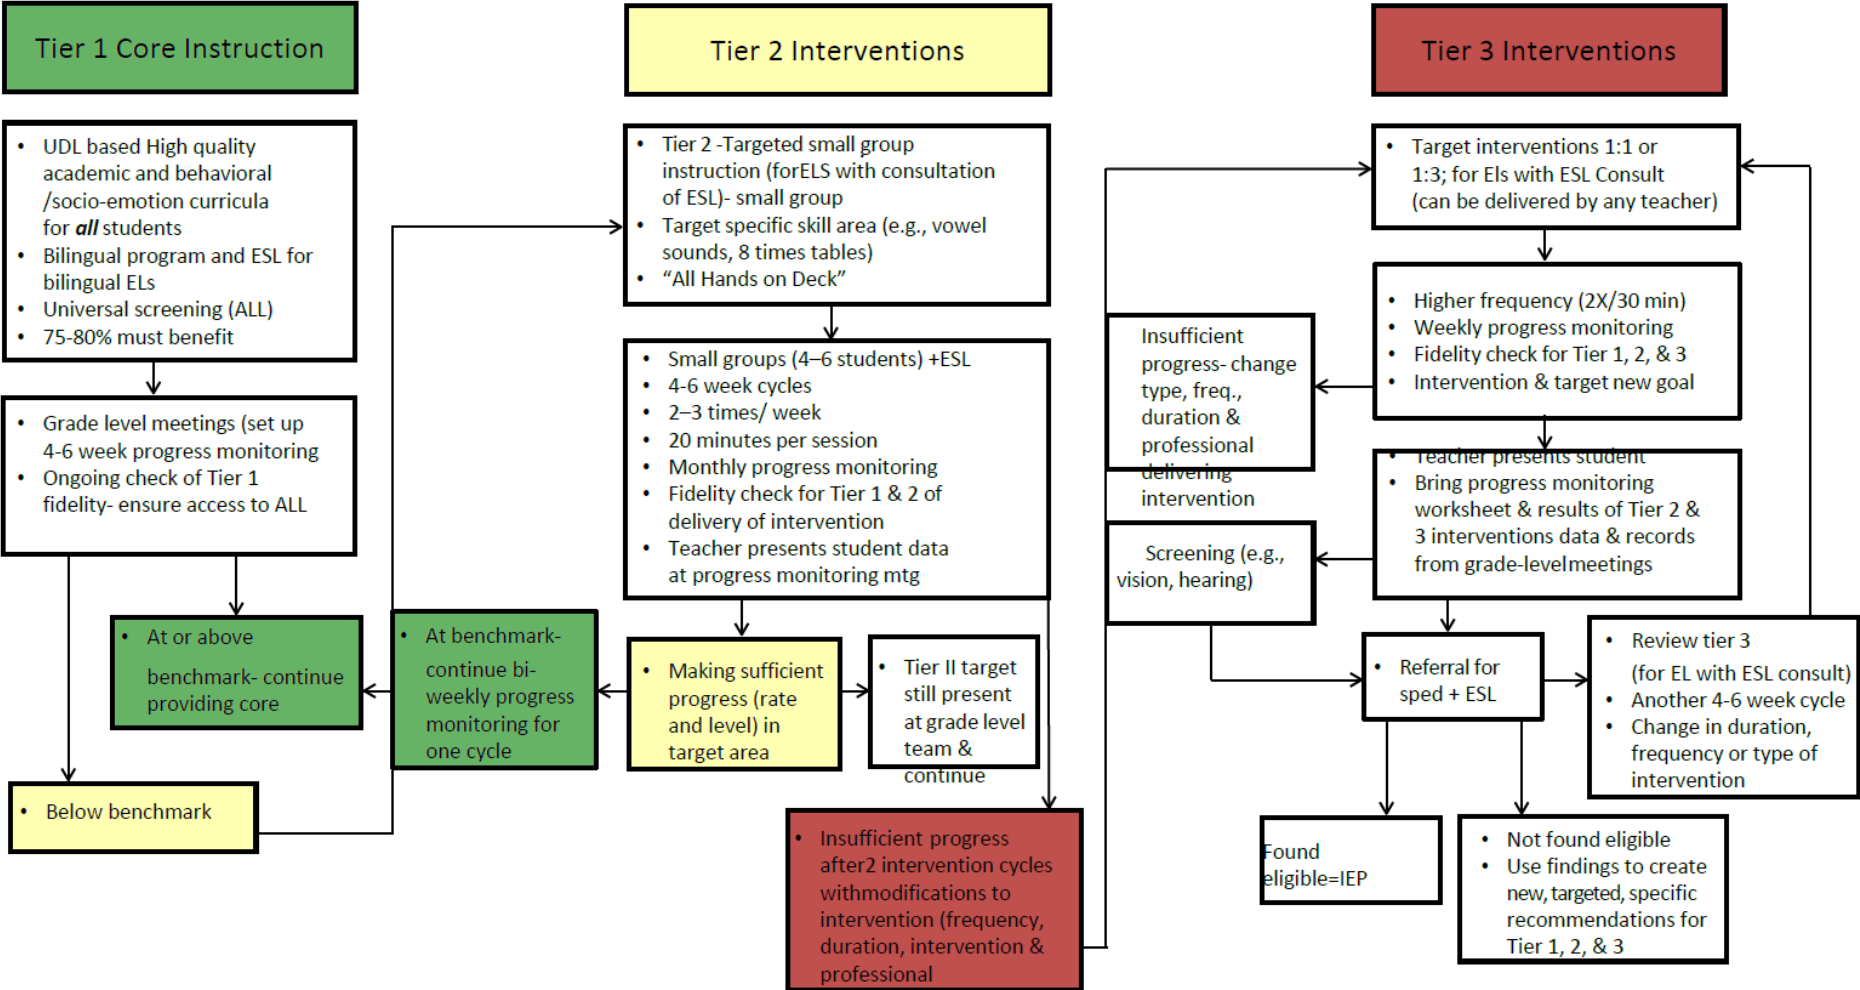 Tier 1 Core Instruction
• UDL based High quality
academic and behavioral
/socio-emotion curricula
for all students
• Bilingual program and ESL for
bilingual ELs
• Universal screening (ALL)
• 75-80% must benefit
• Grade level meetings (set up
4-6 week progress monitoring
• Ongoing check of Tier 1
fidelity- ensure access to ALL
• At or above
benchmark- continue
providing core
• Below benchmark
Tier 2 Interventions
• Tier 2 -Targeted small group
instruction (forELS with consultation
of ESL)- small group
• Target specific skill area (e.g., vowel
sounds, 8 times tables)
• “All Hands on Deck”
• Small groups (4–6 students) +ESL
• 4-6 week cycles
• 2–3 times/ week
• 20 minutes per session
• Monthly progress monitoring
• Fidelity check for Tier 1 & 2 of
delivery of intervention
• Teacher presents student data
at progress monitoring mtg
• At benchmark-
continue bi-
weekly progress
monitoring for
one cycle
• Making sufficient
progress (rate
and level) in
target area
• Tier II target
still present
at grade level
team &
continue
• Insufficient progress
after2 intervention cycles
withmodifications to
intervention (frequency,
duration, intervention &
professional
Tier 3 Interventions
• Target interventions 1:1 or
1:3; for Els with ESL Consult
(can be delivered by any teacher)
• Higher frequency (2X/30 min)
• Weekly progress monitoring
• Fidelity check for Tier 1, 2, & 3
• Intervention & target new goal
Insufficient
progress- change
type, freq.,
duration &
professional
delivering
intervention
• Teacher presents student
• Bring progress monitoring
worksheet & results of Tier 2 &
3 interventions data & records
from grade-levelmeetings
Screening (e.g.,
vision, hearing)
• Referral for
sped + ESL
• Review tier 3
(for EL with ESL consult)
• Another 4-6 week cycle
• Change in duration,
frequency or type of
intervention
Found
eligible=IEP
• Not found eligible
• Use findings to create
new, targeted, specific
recommendations for
Tier 1, 2, & 3